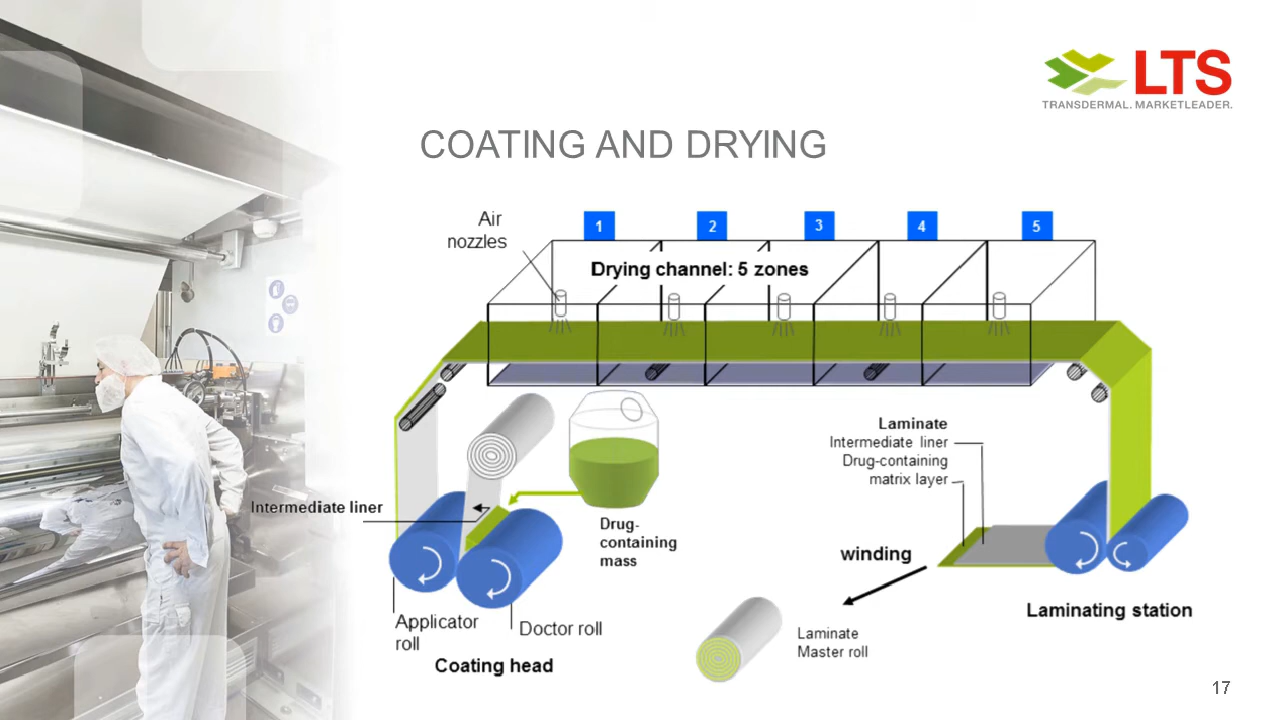 LTS
TRANSDERMAL. MARKETLEADER.
COATING AND DRYING
Air
nozzles
1
2
3
4
5
Drying channel: 5 zones
Laminate
Intermediate liner
Drug-containing
matrix layer
Intermediate liner
Drug-
containing
mass
winding
Applicator
roll
Doctor roll
Coating head
Laminating station
Laminate
Master roll
17